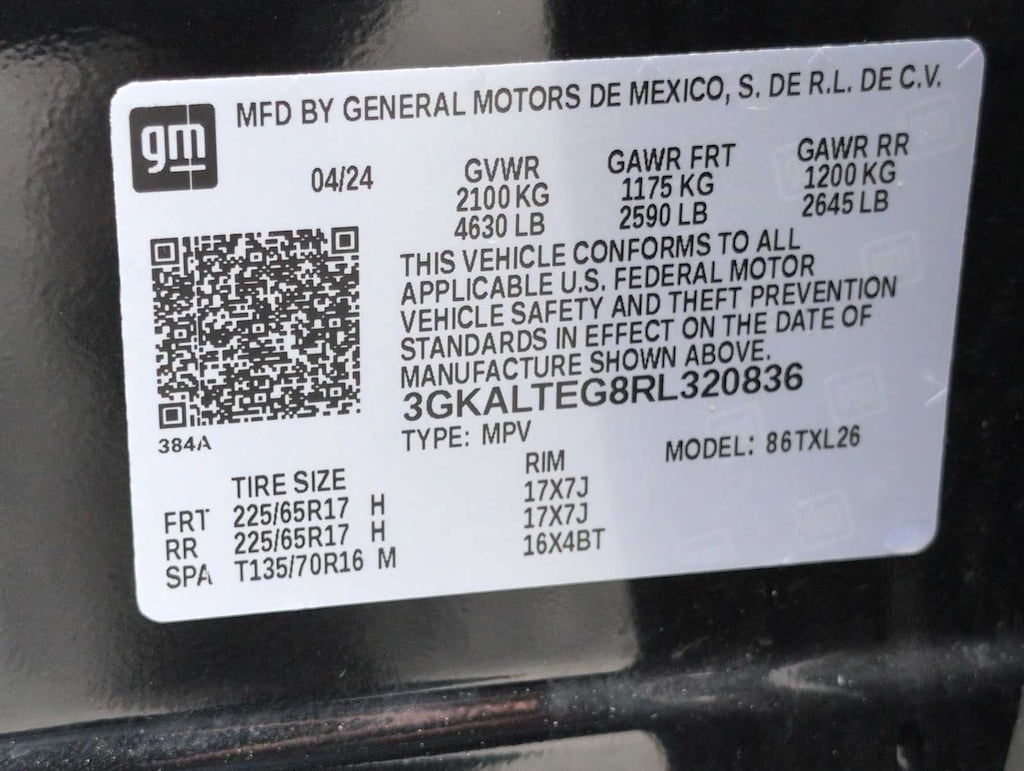 gm
MFD BY GENERAL MOTORS DE MEXICO, S. DE R.L. DE C.V.
04/24
GVWR
2100 KG
4630 LB
GAWR FRT
1175 KG
2590 LB
GAWR RR
1200 KG
2645 LB
THIS VEHICLE CONFORMS TO ALL
APPLICABLE U.S. FEDERAL MOTOR
VEHICLE SAFETY AND THEFT PREVENTION
STANDARDS IN EFFECT ON THE DATE OF
MANUFACTURE SHOWN ABOVE.
3GKALTEG8RL320836
384A
TYPE: MPV
MODEL: 86TXL26
TIRE SIZE RIM
FRT 225/65R17 H 17X7J
RR 225/65R17 H 17X7J
SPA T135/70R16 M 16X4BT